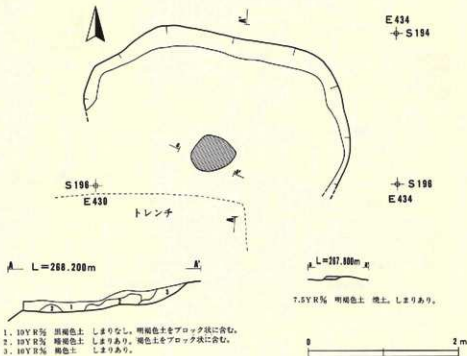 A'
E434
S194
S196
E430
S196
E434
トレンチ
A
A L=268.200m A'
L=267.800m
7.5YR 明褐色土 焼土。しまりあり。
1. 10YR 黒褐色土 しまりなし。明褐色土をブロック状に含む。
2. 10YR 暗褐色土 しまりあり。褐色土をブロック状に含む。
3. 10YR 褐色土 しまりあり。
0 2m